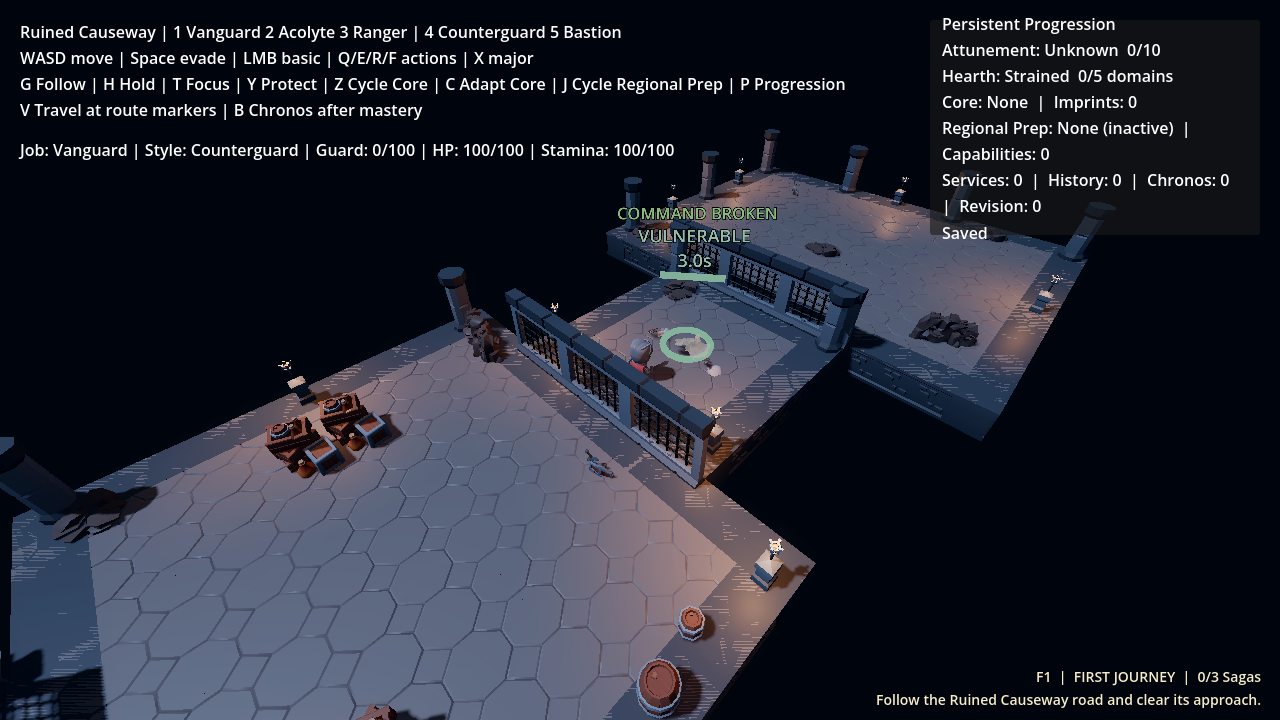 Ruined Causeway | 1 Vanguard 2 Acolyte 3 Ranger | 4 Counterguard 5 Bastion
WASD move | Space evade | LMB basic | Q/E/R/F actions | X major
G Follow | H Hold | T Focus | Y Protect | Z Cycle Core | C Adapt Core | J Cycle Regional Prep | P Progression
V Travel at route markers | B Chronos after mastery
Job: Vanguard | Style: Counterguard | Guard: 0/100 | HP: 100/100 | Stamina: 100/100
Persistent Progression
Attunement: Unknown 0/10
Hearth: Strained 0/5 domains
Core: None | Imprints: 0
Regional Prep: None (inactive) |
Capabilities: 0
Services: 0 | History: 0 | Chronos: 0
| Revision: 0
Saved
COMMAND BROKEN
VULNERABLE
3.0s
F1 | FIRST JOURNEY | 0/3 Sagas
Follow the Ruined Causeway road and clear its approach.